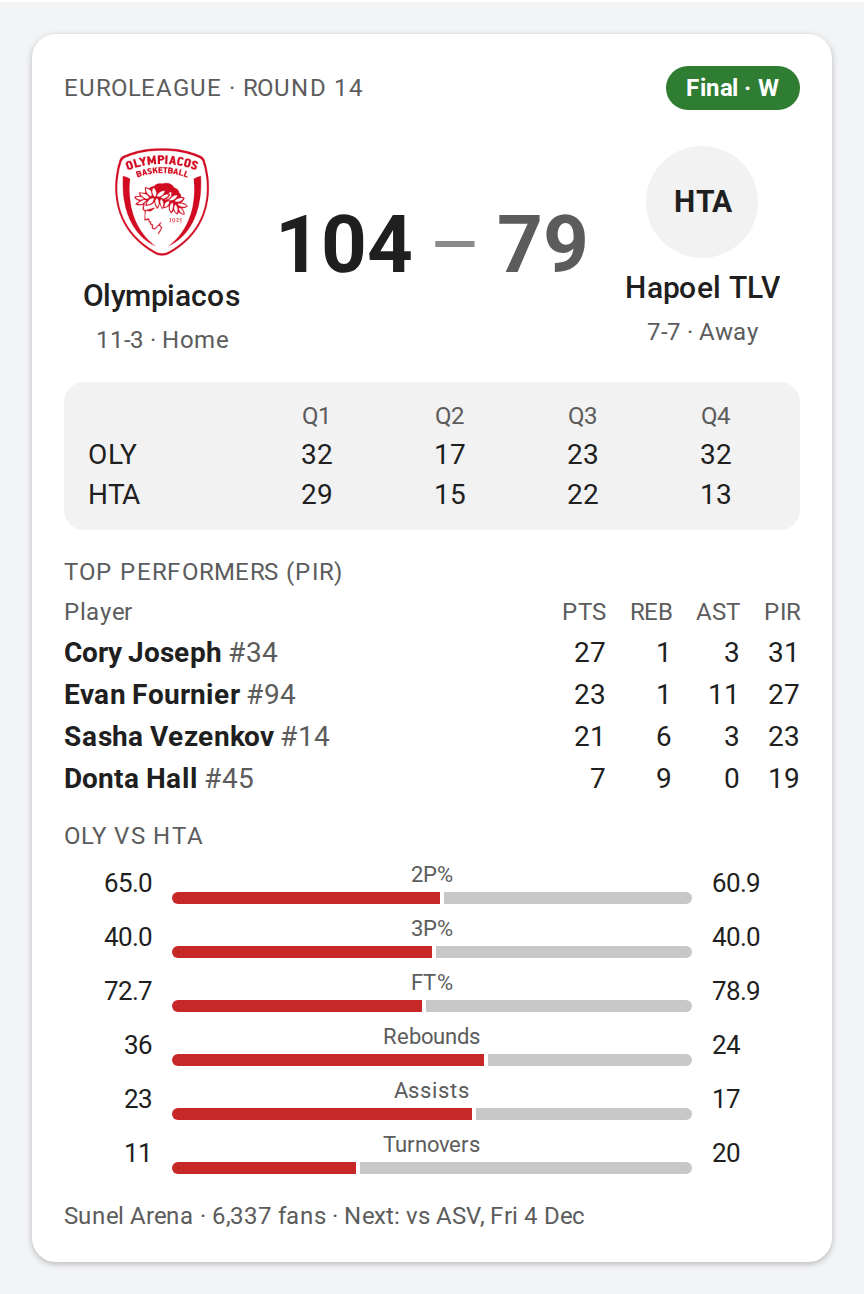 EUROLEAGUE · ROUND 14
Final · W
OLYMPIACOS
BASKETBALL
1925
HTA
104 – 79
Olympiacos
Hapoel TLV
11-3 · Home
7-7 · Away
Q1 Q2 Q3 Q4
OLY 32 17 23 32
HTA 29 15 22 13
TOP PERFORMERS (PIR)
Player PTS REB AST PIR
Cory Joseph #34 27 1 3 31
Evan Fournier #94 23 1 11 27
Sasha Vezenkov #14 21 6 3 23
Donta Hall #45 7 9 0 19
OLY VS HTA
65.0 2P% 60.9
40.0 3P% 40.0
72.7 FT% 78.9
36 Rebounds 24
23 Assists 17
11 Turnovers 20
Sunel Arena · 6,337 fans · Next: vs ASV, Fri 4 Dec